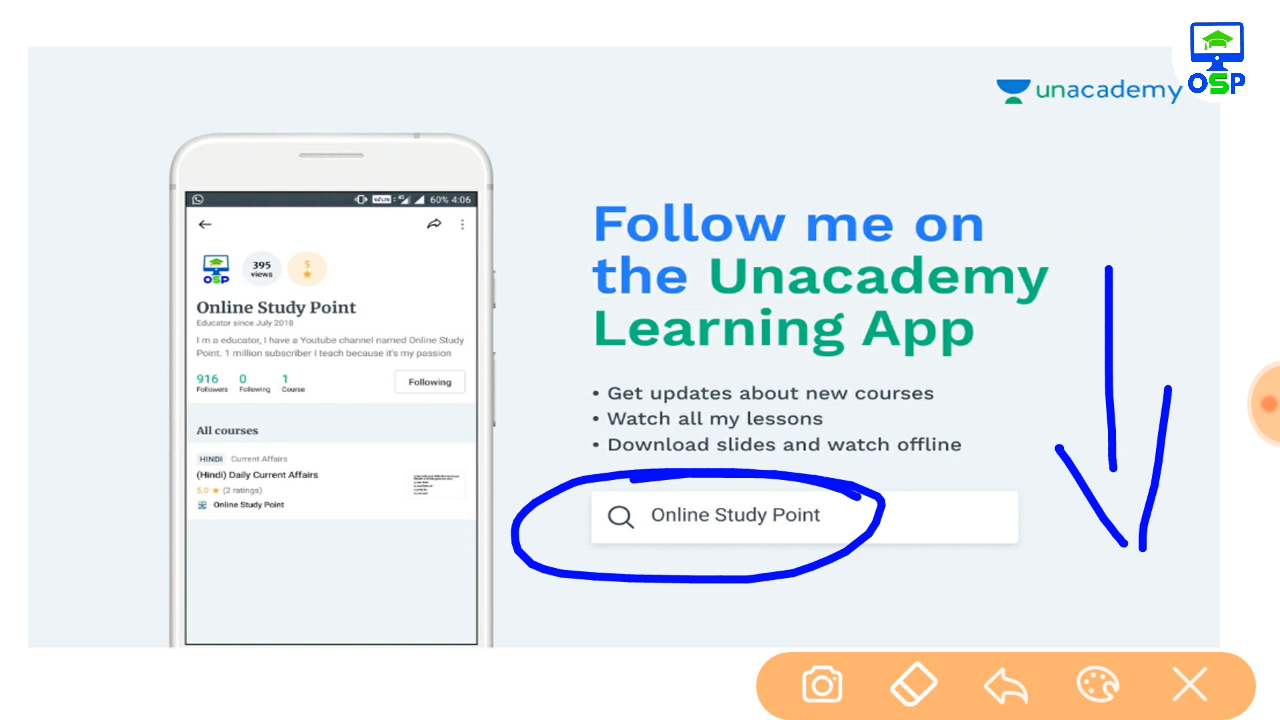 OSP
unacademy
60% 4:06
OSP
395
views
5
Online Study Point
Educator since July 2018
I m a educator, I have a Youtube channel named Online Study
Point. 1 million subscriber I teach because it's my passion
916
Followers
0
Following
1
Course
Following
All courses
HINDI Current Affairs
(Hindi) Daily Current Affairs
5.0 ★ (2 ratings)
Online Study Point
Follow me on
the Unacademy
Learning App
• Get updates about new courses
• Watch all my lessons
• Download slides and watch offline
Online Study Point